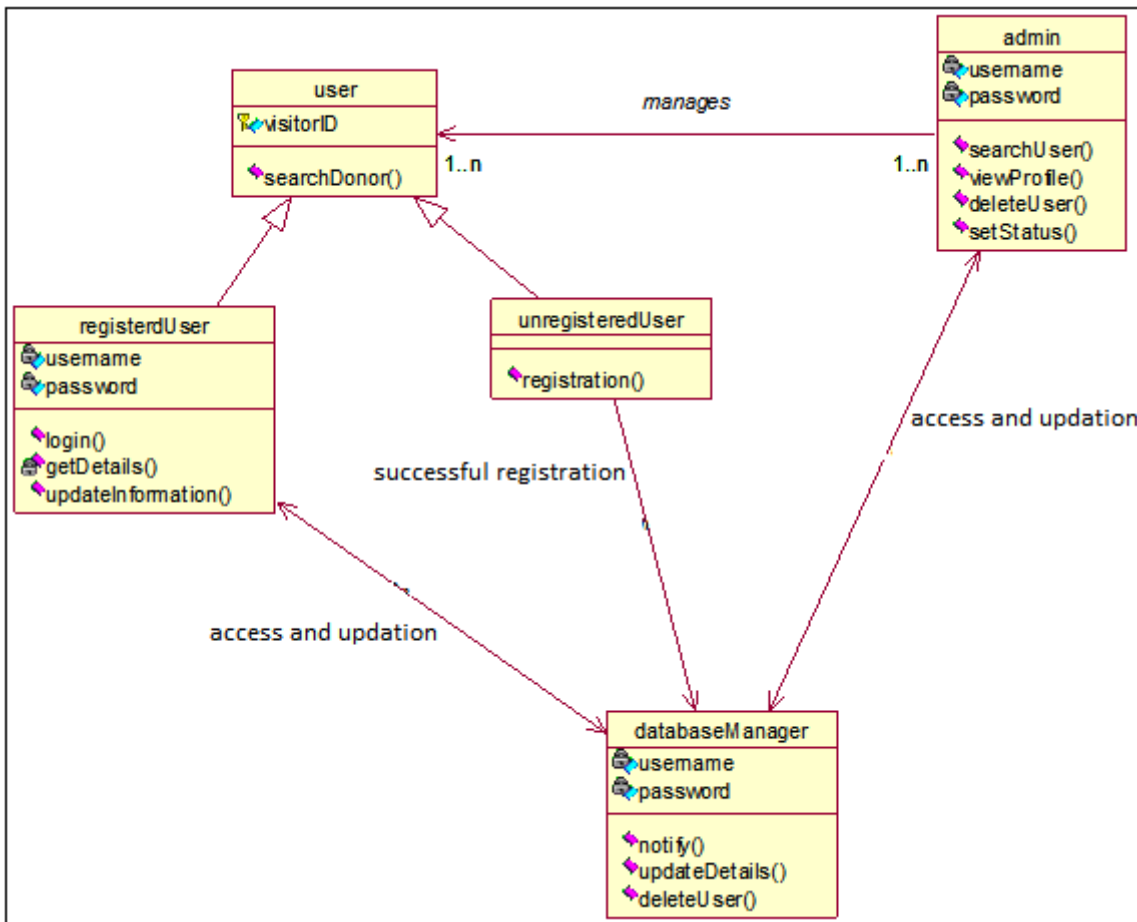 admin
username
password
searchUser()
viewProfile()
deleteUser()
setStatus()
user
visitorID
searchDonor()
manages
1..n
1..n
registerdUser
username
password
login()
getDetails()
updateInformation()
unregisteredUser
registration()
access and updation
successful registration
access and updation
databaseManager
username
password
notify()
updateDetails()
deleteUser()